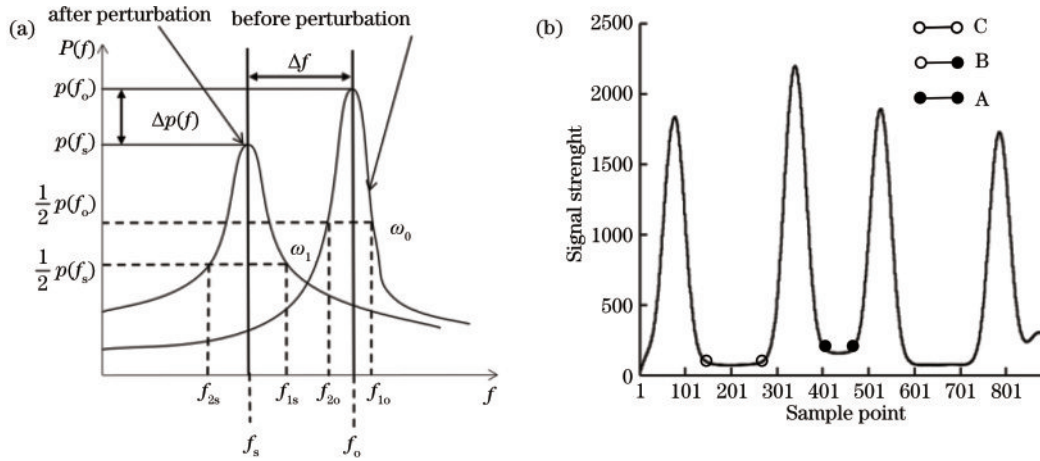 (a)
after perturbation
before perturbation
P(f)
Δf
p(fₒ)
Δp(f)
p(fₛ)
½ p(fₒ)
ω₀
½ p(fₛ)
ω₁
f₂ₛ
f₁ₛ
f₂ₒ
f₁ₒ
f
fₛ
fₒ
(b)
2500
2000
1500
1000
500
0
Signal strenght
C
B
A
1 101 201 301 401 501 601 701 801
Sample point